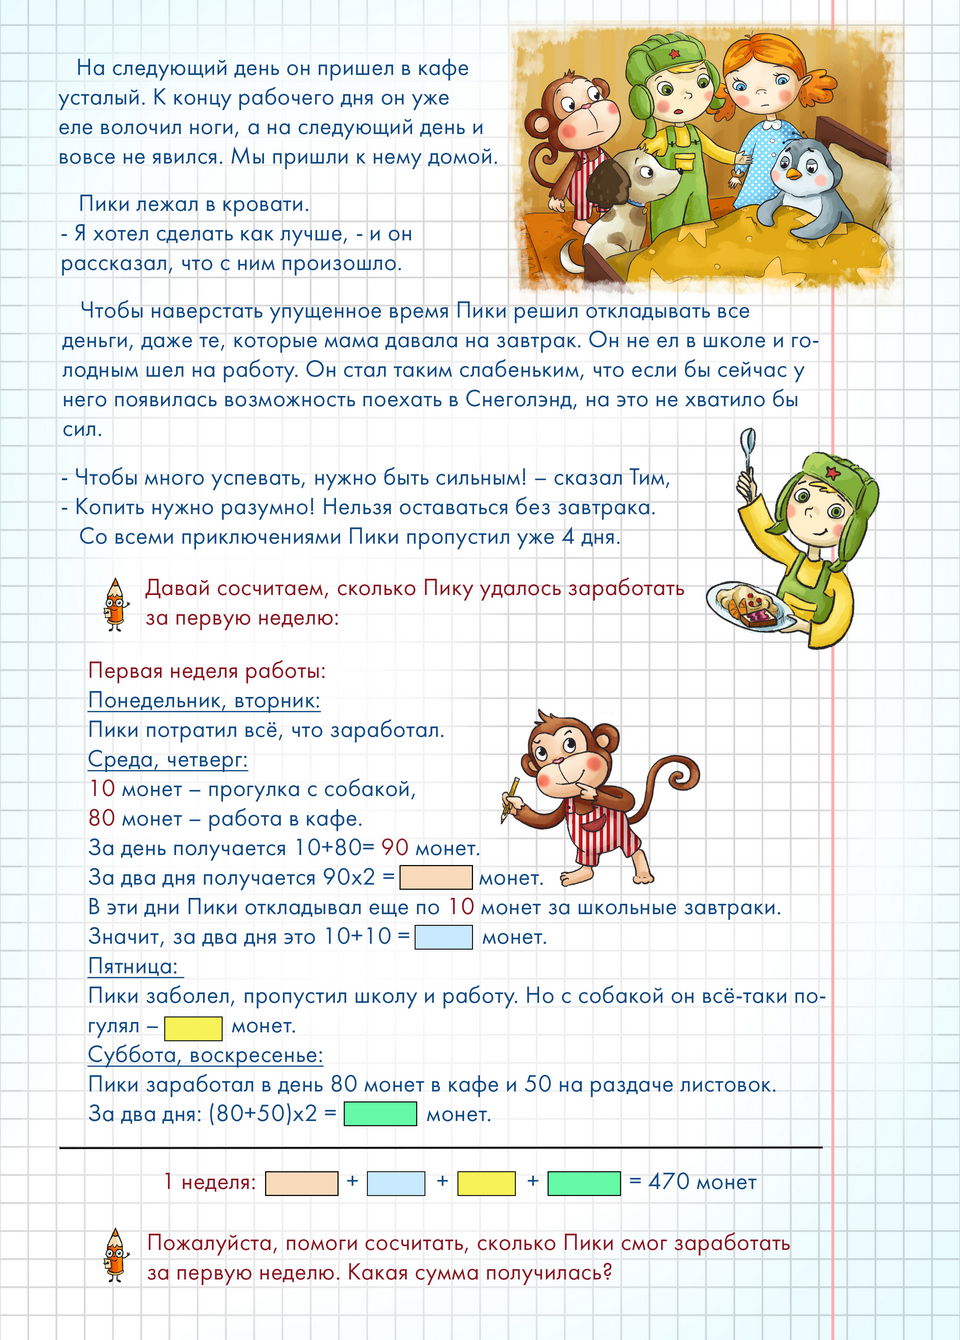 На следующий день он пришел в кафе
усталый. К концу рабочего дня он уже
еле волочил ноги, а на следующий день и
вовсе не явился. Мы пришли к нему домой.
Пики лежал в кровати.
- Я хотел сделать как лучше, - и он
рассказал, что с ним произошло.
Чтобы наверстать упущенное время Пики решил откладывать все
деньги, даже те, которые мама давала на завтрак. Он не ел в школе и го-
лодным шел на работу. Он стал таким слабеньким, что если бы сейчас у
него появилась возможность поехать в Снеголэнд, на это не хватило бы
сил.
- Чтобы много успевать, нужно быть сильным! – сказал Тим,
- Копить нужно разумно! Нельзя оставаться без завтрака.
Со всеми приключениями Пики пропустил уже 4 дня.
Давай сосчитаем, сколько Пику удалось заработать
за первую неделю:
Первая неделя работы:
Понедельник, вторник:
Пики потратил всё, что заработал.
Среда, четверг:
10 монет – прогулка с собакой,
80 монет – работа в кафе.
За день получается 10+80= 90 монет.
За два дня получается 90х2 = монет.
В эти дни Пики откладывал еще по 10 монет за школьные завтраки.
Значит, за два дня это 10+10 = монет.
Пятница:
Пики заболел, пропустил школу и работу. Но с собакой он всё-таки по-
гулял – монет.
Суббота, воскресенье:
Пики заработал в день 80 монет в кафе и 50 на раздаче листовок.
За два дня: (80+50)х2 = монет.
1 неделя: + + + = 470 монет
Пожалуйста, помоги сосчитать, сколько Пики смог заработать
за первую неделю. Какая сумма получилась?